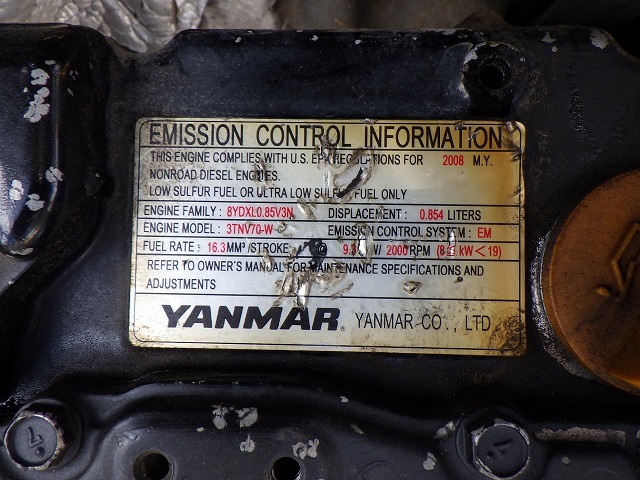 EMISSION CONTROL INFORMATION
THIS ENGINE COMPLIES WITH U.S. EPA REGULATIONS FOR 2008 M.Y.
NONROAD DIESEL ENGINES.
LOW SULFUR FUEL OR ULTRA LOW SULFUR FUEL ONLY
ENGINE FAMILY : 8YDXL0.85V3N DISPLACEMENT : 0.854 LITERS
ENGINE MODEL : 3TNV70-W EMISSION CONTROL SYSTEM : EM
FUEL RATE : 16.3 MM³/STROKE 2000 RPM kW<19)
REFER TO OWNER'S MANUAL FOR MAINTENANCE SPECIFICATIONS AND
ADJUSTMENTS
YANMAR YANMAR CO., LTD
7